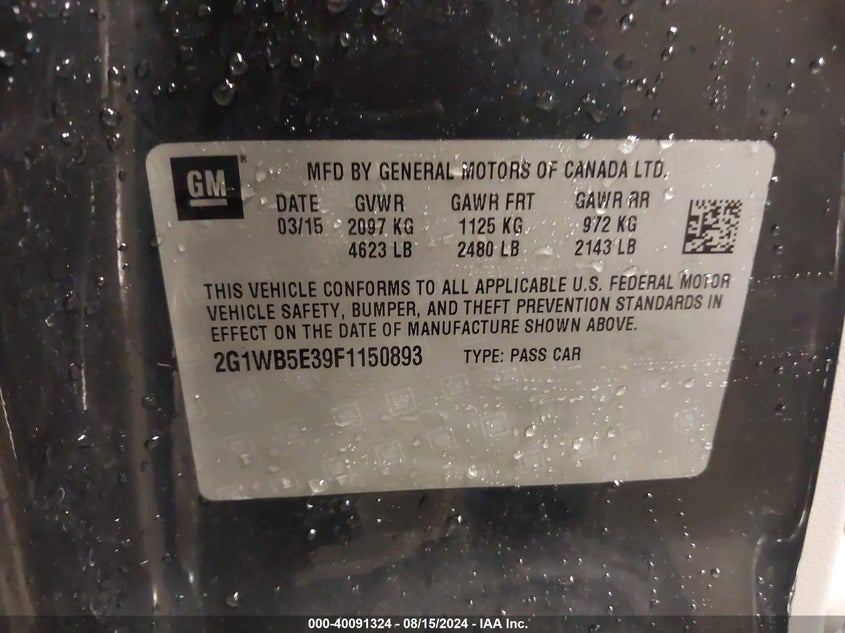 GM®
MFD BY GENERAL MOTORS OF CANADA LTD.
DATE GVWR GAWR FRT GAWR RR
03/15 2097 KG 1125 KG 972 KG
4623 LB 2480 LB 2143 LB
THIS VEHICLE CONFORMS TO ALL APPLICABLE U.S. FEDERAL MOTOR
VEHICLE SAFETY, BUMPER, AND THEFT PREVENTION STANDARDS IN
EFFECT ON THE DATE OF MANUFACTURE SHOWN ABOVE.
2G1WB5E39F1150893 TYPE: PASS CAR
000-40091324 - 08/15/2024 - IAA Inc.